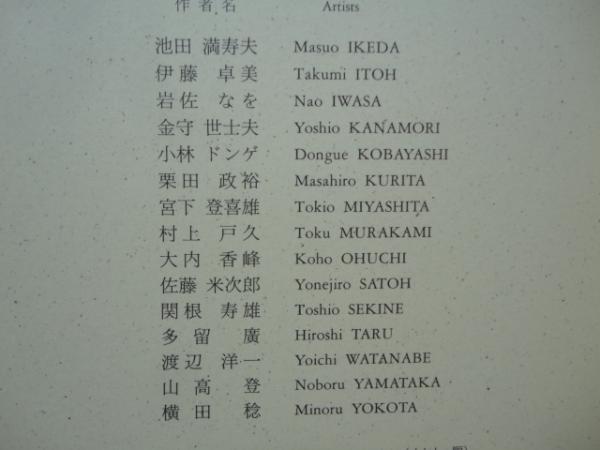 作者名 Artists
池田 満寿夫 Masuo IKEDA
伊藤 卓美 Takumi ITOH
岩佐 なを Nao IWASA
金守 世士夫 Yoshio KANAMORI
小林 ドンゲ Dongue KOBAYASHI
栗田 政裕 Masahiro KURITA
宮下 登喜雄 Tokio MIYASHITA
村上 戸久 Toku MURAKAMI
大内 香峰 Koho OHUCHI
佐藤 米次郎 Yonejiro SATOH
関根 寿雄 Toshio SEKINE
多留 廣 Hiroshi TARU
渡辺 洋一 Yoichi WATANABE
山高 登 Noboru YAMATAKA
横田 稔 Minoru YOKOTA